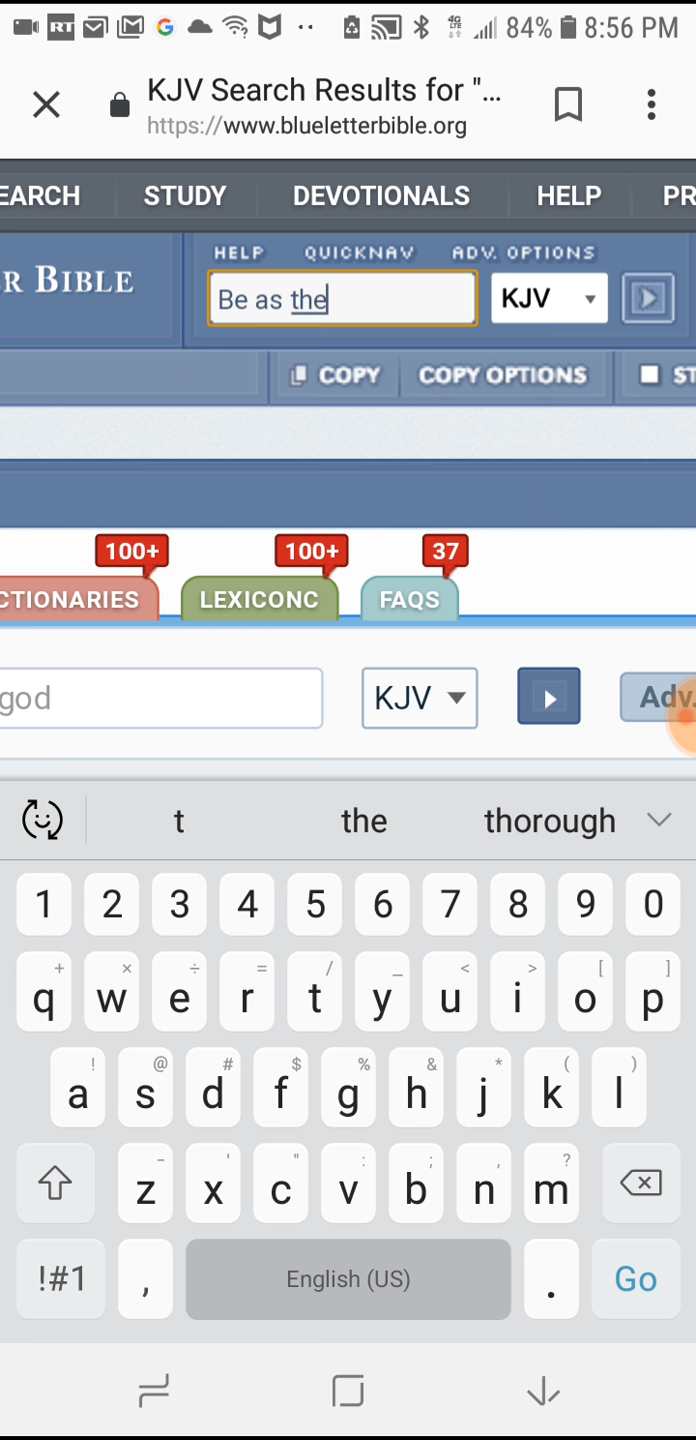 RT 4G 84% 8:56 PM
KJV Search Results for "...
https://www.blueletterbible.org
EARCH STUDY DEVOTIONALS HELP PR
HELP QUICKNAV ADV. OPTIONS
R BIBLE
Be as the KJV
COPY COPY OPTIONS ST
100+ 100+ 37
CTIONARIES LEXICONC FAQS
god KJV Adv.
t the thorough
1 2 3 4 5 6 7 8 9 0
+ × ÷ = / _ < > [ ]
q w e r t y u i o p
! @ # $ % & * ( )
a s d f g h j k l
- ' " : ; , ?
z x c v b n m
!#1 , English (US) . Go